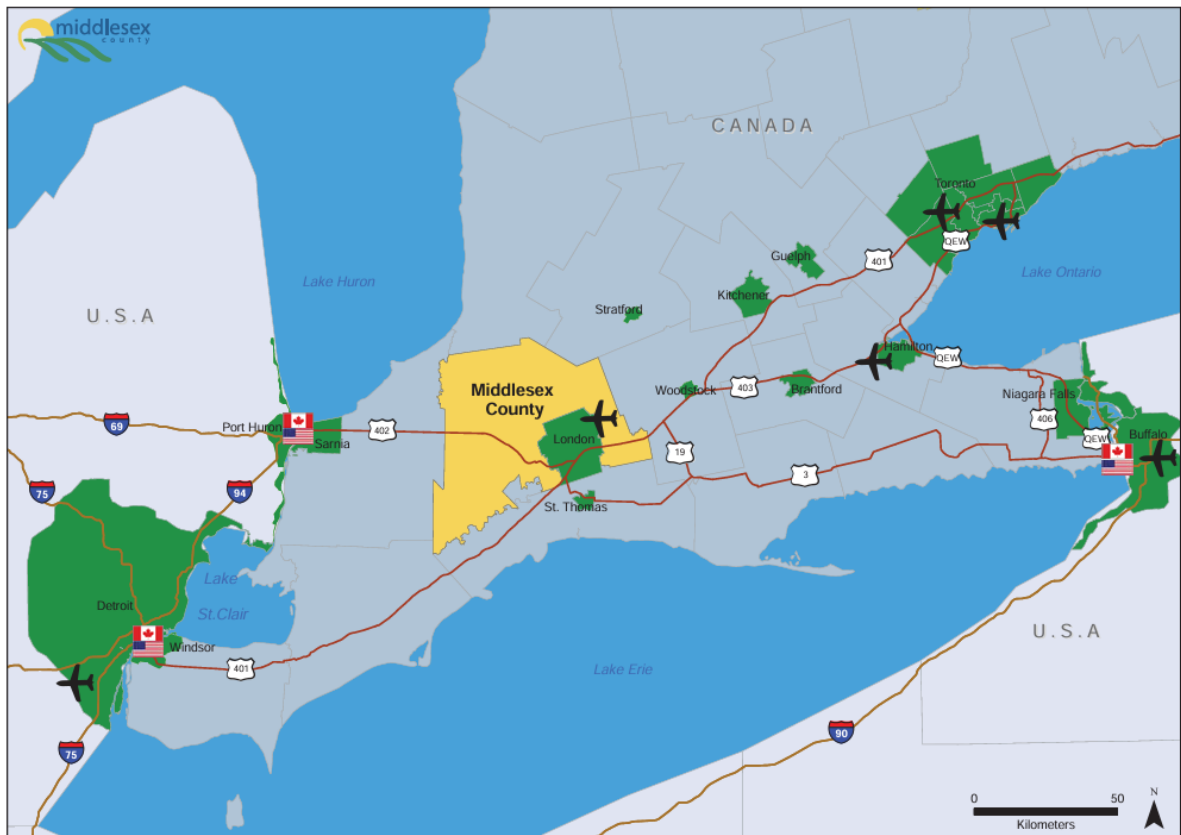 middlesex
county
CANADA
Toronto
QEW
Guelph
401
Lake Ontario
Lake Huron
Kitchener
U.S.A
Stratford
Hamilton
QEW
Middlesex
County
Woodstock
403
Brantford
Niagara Falls
69
Port Huron
402
Sarnia
London
406
QEW
Buffalo
19
3
75
94
St. Thomas
Lake
St.Clair
Detroit
Windsor
U.S.A
401
Lake Erie
75
90
0
50
Kilometers
N